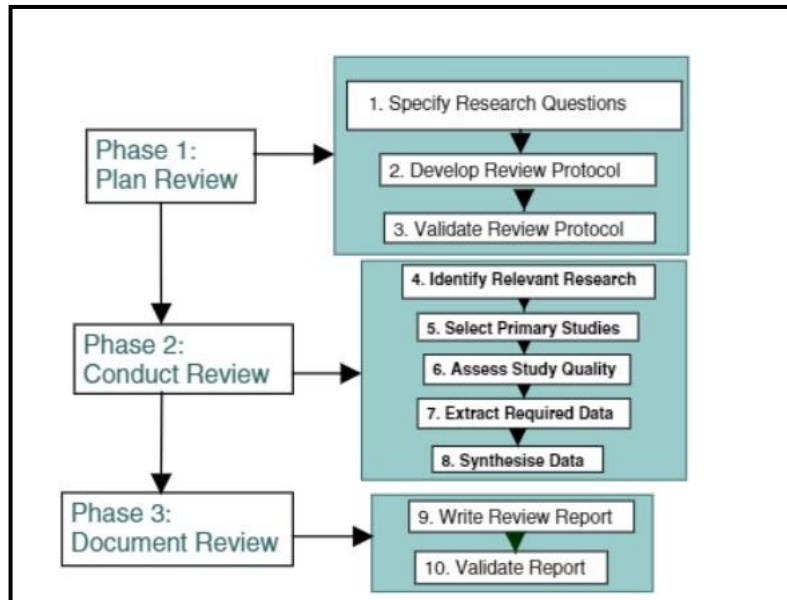 Phase 1:
Plan Review
1. Specify Research Questions
2. Develop Review Protocol
3. Validate Review Protocol
Phase 2:
Conduct Review
4. Identify Relevant Research
5. Select Primary Studies
6. Assess Study Quality
7. Extract Required Data
8. Synthesise Data
Phase 3:
Document Review
9. Write Review Report
10. Validate Report